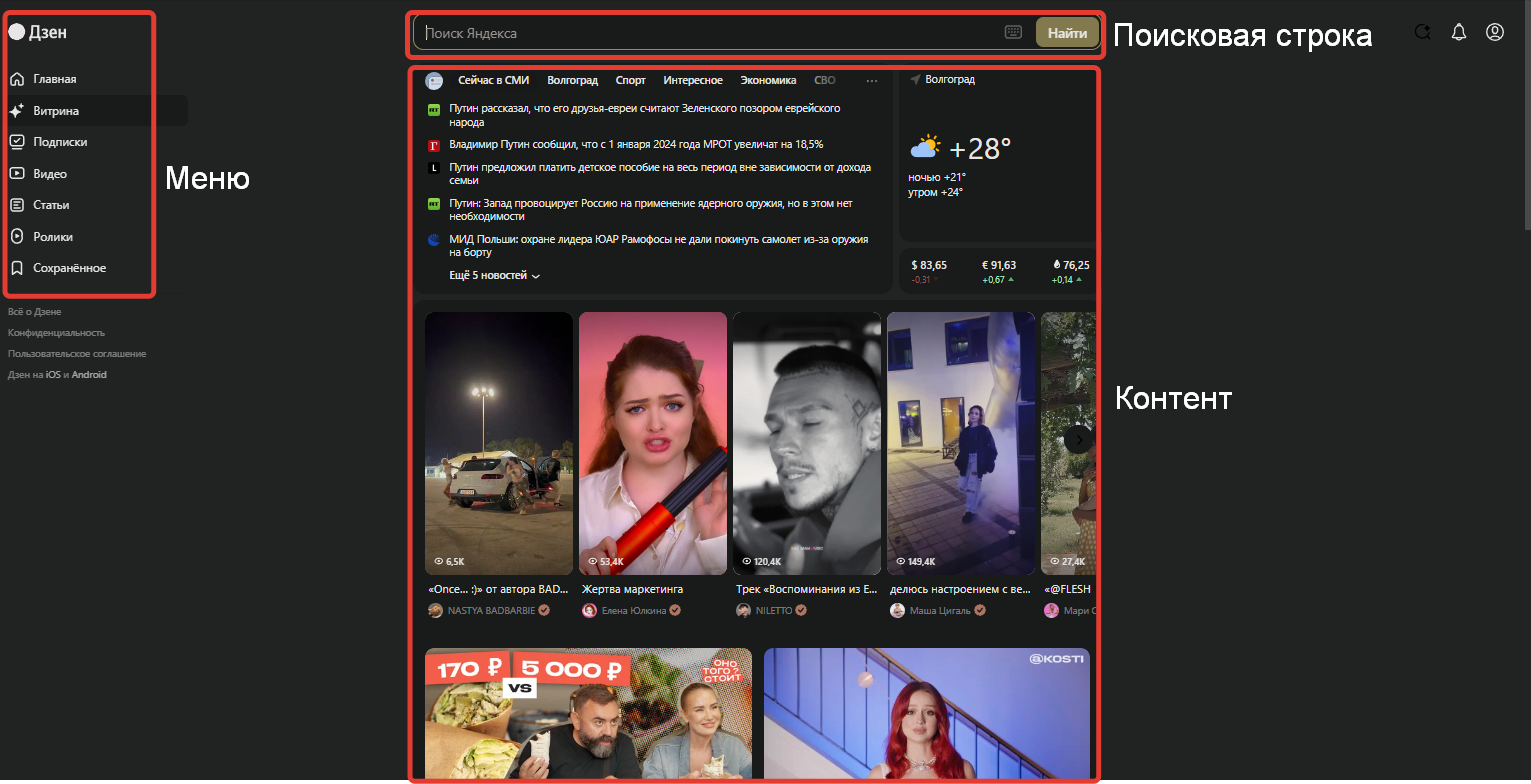 Дзен
Главная
Витрина
Подписки
Видео
Статьи
Ролики
Сохранённое
Всё о Дзене
Конфиденциальность
Пользовательское соглашение
Дзен на iOS и Android
Меню
Поиск Яндекса
Найти
Поисковая строка
Сейчас в СМИ Волгоград Спорт Интересное Экономика СВО ...
Путин рассказал, что его друзья-евреи считают Зеленского позором еврейского
народа
Владимир Путин сообщил, что с 1 января 2024 года МРОТ увеличат на 18,5%
Путин предложил платить детское пособие на весь период вне зависимости от дохода
семьи
Путин: Запад провоцирует Россию на применение ядерного оружия, но в этом нет
необходимости
МИД Польши: охране лидера ЮАР Рамофосы не дали покинуть самолет из-за оружия
на борту
Ещё 5 новостей
Волгоград
+28°
ночью +21°
утром +24°
$ 83,65 € 91,63 76,25
-0,31 +0,67 +0,14
Контент
6,5K 53,4K 120,4K 149,4K 27,4K
«Once... :)» от автора BAD... Жертва маркетинга Трек «Воспоминания из Е... делюсь настроением с ве... «@FLESH
NASTYA BADBARBIE Елена Юлкина NILETTO Маша Цигаль Мари С
170 ₽ 5 000 ₽
VS
ОНО
ТОГО?
СТОИТ
@KOSTI